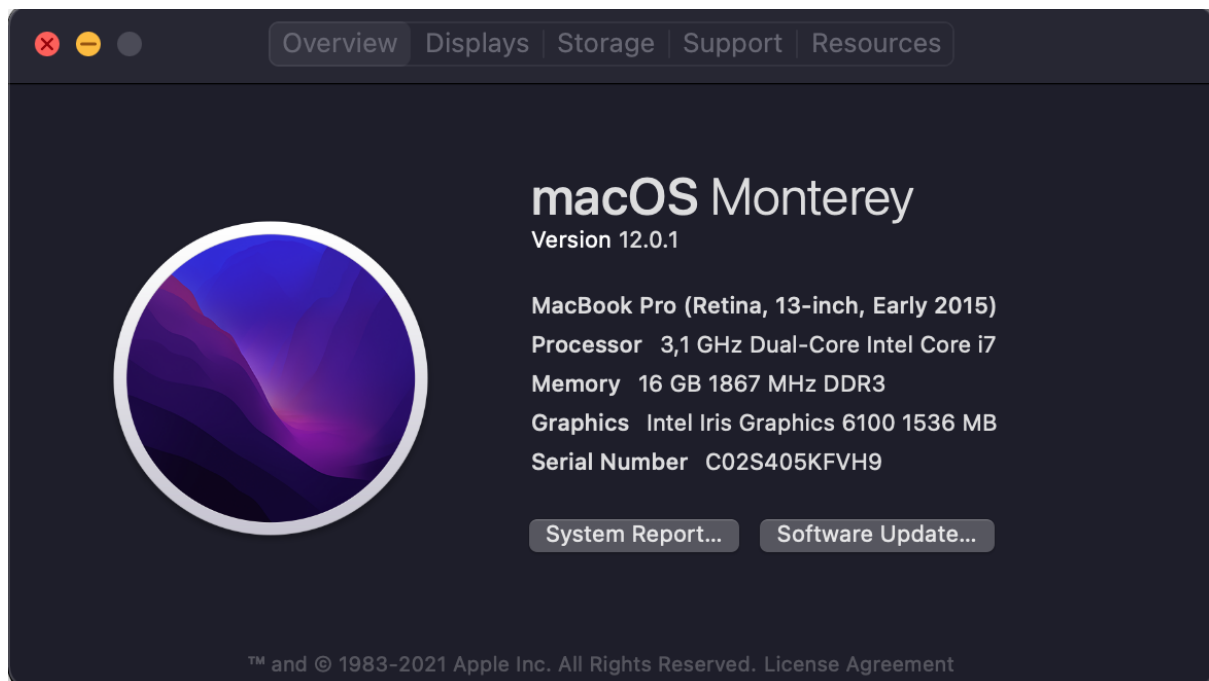 Overview Displays Storage Support Resources
macOS Monterey
Version 12.0.1
MacBook Pro (Retina, 13-inch, Early 2015)
Processor 3,1 GHz Dual-Core Intel Core i7
Memory 16 GB 1867 MHz DDR3
Graphics Intel Iris Graphics 6100 1536 MB
Serial Number C02S405KFVH9
System Report... Software Update...
™ and © 1983-2021 Apple Inc. All Rights Reserved. License Agreement